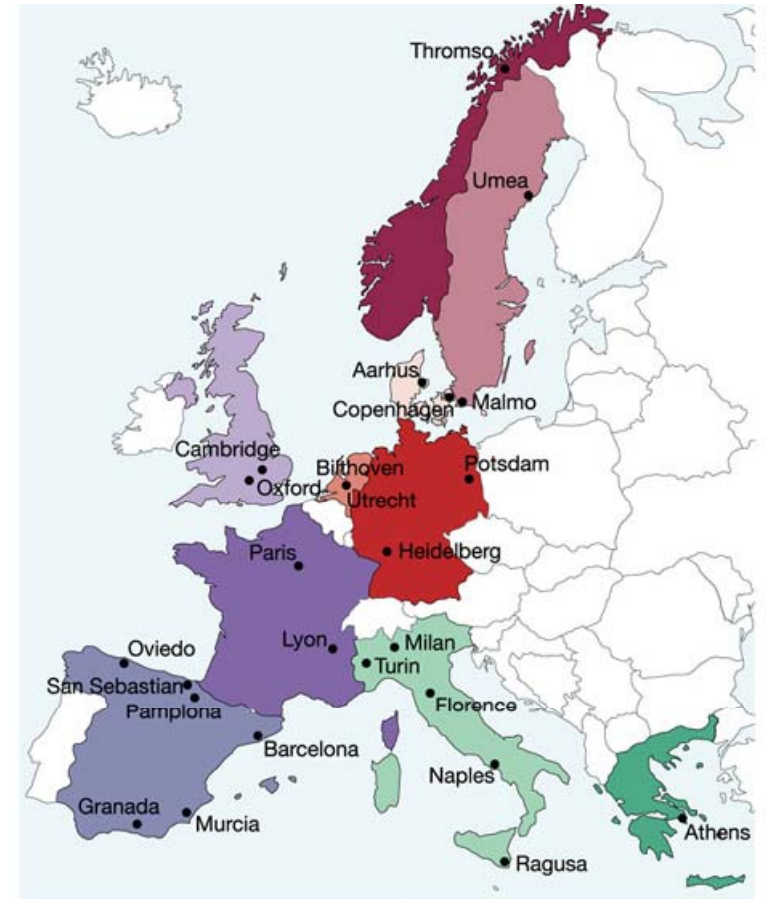 Thromso
Umea
Aarhus
Copenhagen
Malmo
Cambridge
Oxford
Bilthoven
Utrecht
Potsdam
Heidelberg
Paris
Lyon
Milan
Turin
Florence
Oviedo
San Sebastian
Pamplona
Barcelona
Naples
Granada
Murcia
Athens
Ragusa